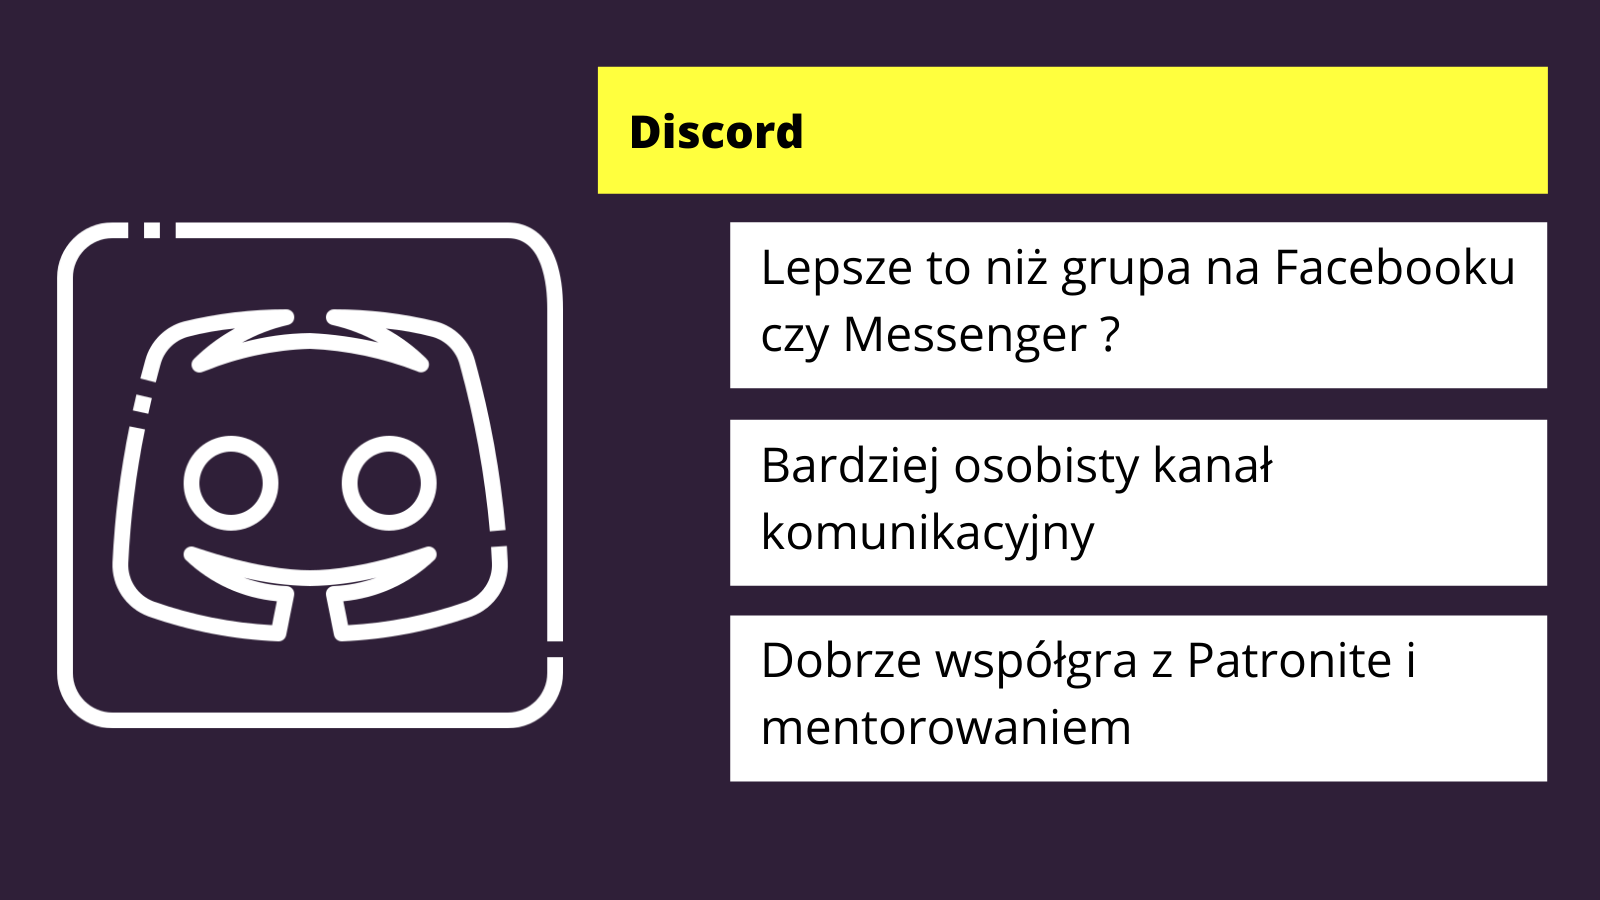 Discord
Lepsze to niż grupa na Facebooku
czy Messenger ?
Bardziej osobisty kanał
komunikacyjny
Dobrze współgra z Patronite i
mentorowaniem